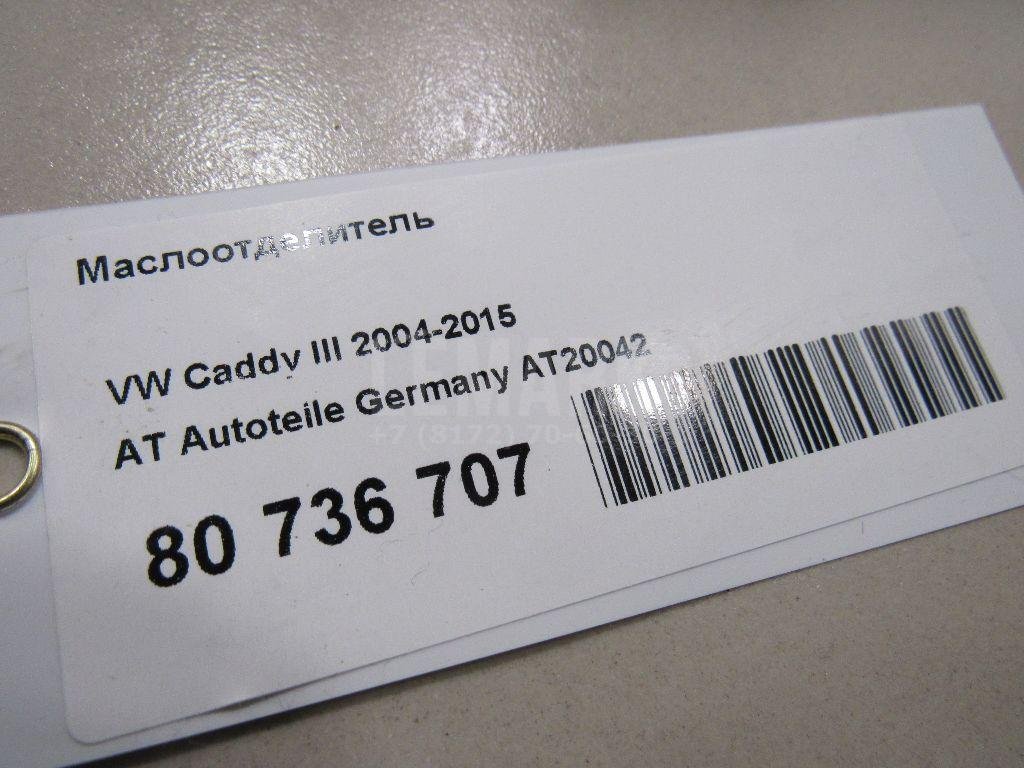 Маслоотделитель
VW Caddy III 2004-2015
AT Autoteile Germany AT20042
80 736 707